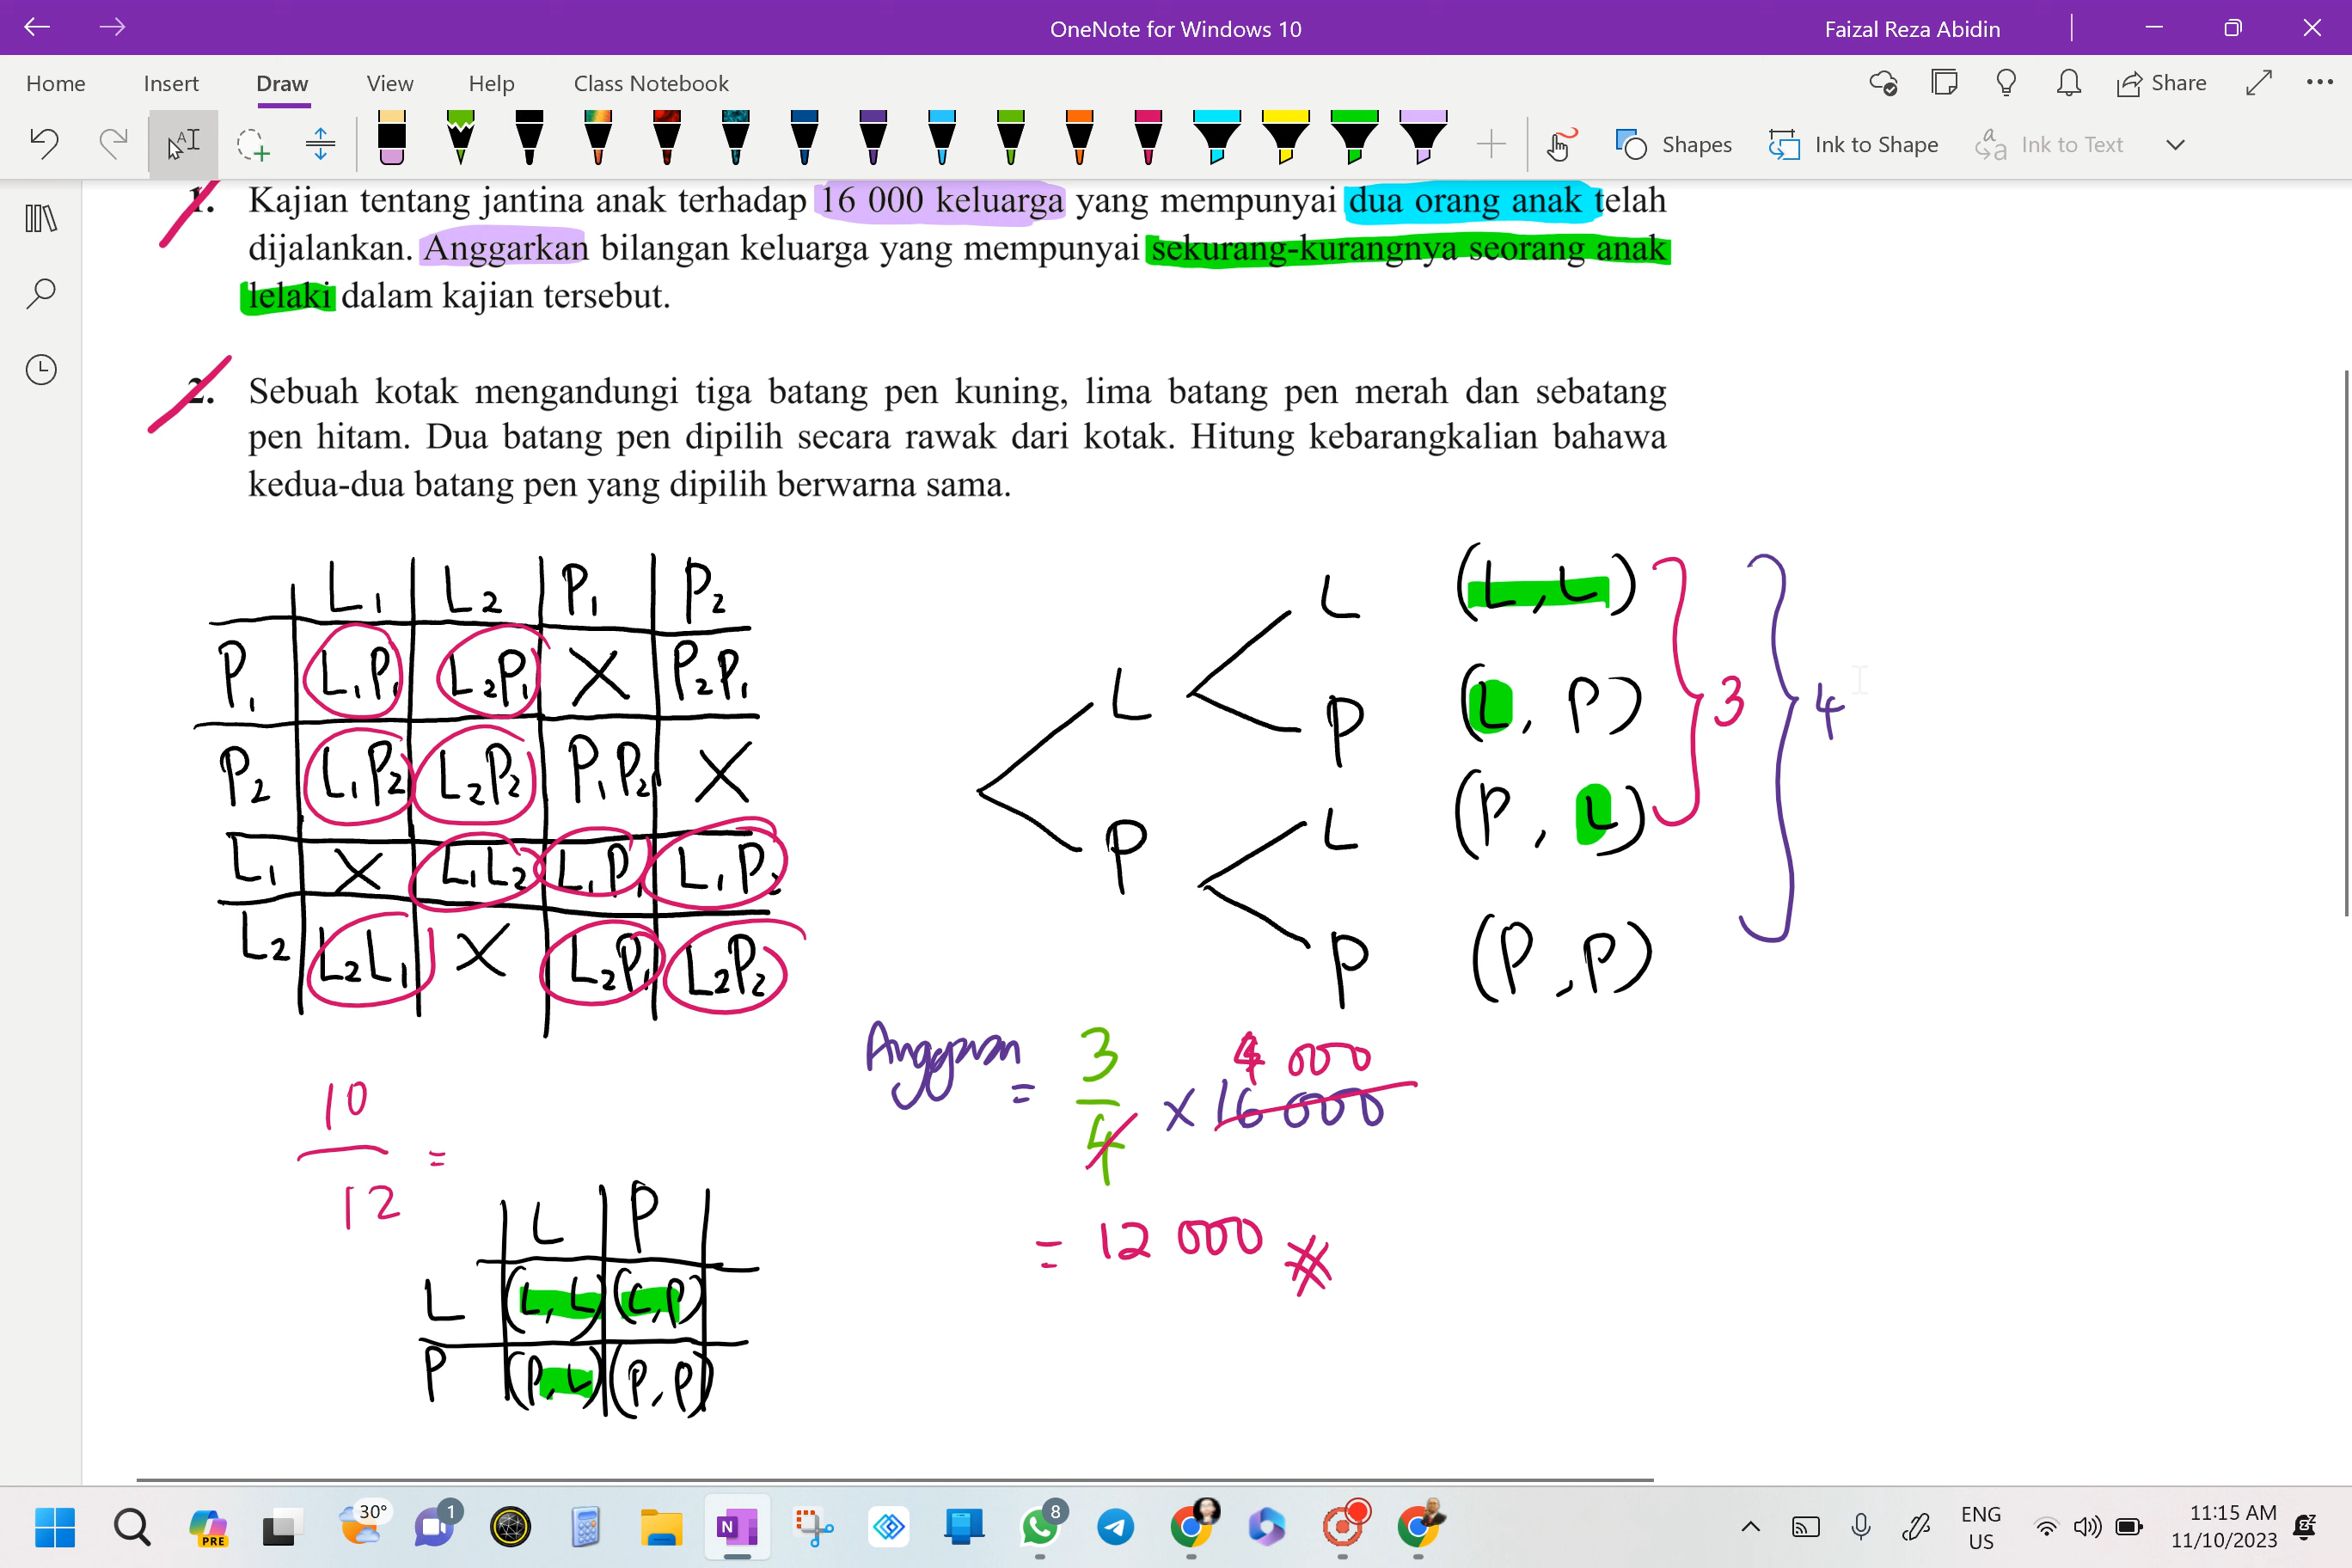 OneNote for Windows 10
Faizal Reza Abidin
Home Insert Draw View Help Class Notebook
Share
Shapes Ink to Shape Ink to Text
1. Kajian tentang jantina anak terhadap 16 000 keluarga yang mempunyai dua orang anak telah
dijalankan. Anggarkan bilangan keluarga yang mempunyai sekurang-kurangnya seorang anak
lelaki dalam kajian tersebut.
2. Sebuah kotak mengandungi tiga batang pen kuning, lima batang pen merah dan sebatang
pen hitam. Dua batang pen dipilih secara rawak dari kotak. Hitung kebarangkalian bahawa
kedua-dua batang pen yang dipilih berwarna sama.
L₁ L₂ P₁ P₂
P₁ L₁P₁ L₂P₁ X P₂P₁
P₂ L₁P₂ L₂P₂ P₁P₂ X
L₁ X L₁L₂ L₁P₁ L₁P₂
L₂ L₂L₁ X L₂P₁ L₂P₂
10
12
=
L P
L (L, L) (L, P)
P (P, L) (P, P)
L L (L, L)
P (L, P)
P L (P, L)
P (P, P)
3
4
= 3/4 x 16 000
4 000
= 12 000 #
30°
1
PRE
8
ENG
US
11:15 AM
11/10/2023